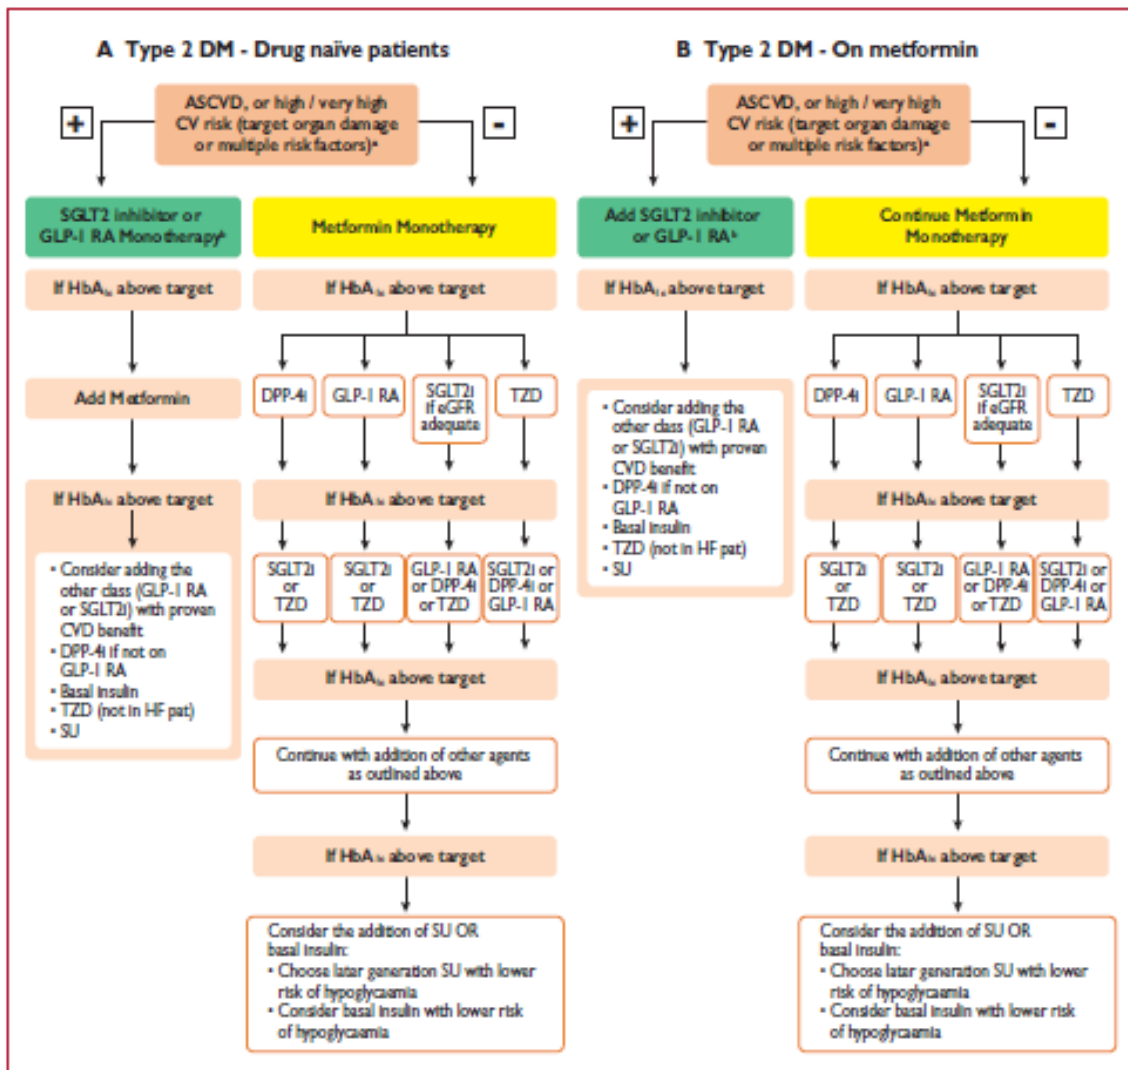 A Type 2 DM - Drug naïve patients
+
ASCVD, or high / very high
CV risk (target organ damage
or multiple risk factors)ᵃ
-
SGLT2 inhibitor or
GLP-1 RA Monotherapyᵇ
Metformin Monotherapy
If HbA₁c above target
If HbA₁c above target
Add Metformin
DPP-4i
GLP-1 RA
SGLT2i
if eGFR
adequate
TZD
If HbA₁c above target
• Consider adding the
other class (GLP-1 RA
or SGLT2i) with proven
CVD benefit
• DPP-4i if not on
GLP-1 RA
• Basal insulin
• TZD (not in HF pat)
• SU
If HbA₁c above target
SGLT2i
or
TZD
SGLT2i
or
TZD
GLP-1 RA
or DPP-4i
or TZD
SGLT2i or
DPP-4i or
GLP-1 RA
If HbA₁c above target
Continue with addition of other agents
as outlined above
If HbA₁c above target
Consider the addition of SU OR
basal insulin:
• Choose later generation SU with lower
risk of hypoglycaemia
• Consider basal insulin with lower risk
of hypoglycaemia
B Type 2 DM - On metformin
+
ASCVD, or high / very high
CV risk (target organ damage
or multiple risk factors)ᵃ
-
Add SGLT2 inhibitor
or GLP-1 RAᵇ
Continue Metformin
Monotherapy
If HbA₁c above target
If HbA₁c above target
• Consider adding the
other class (GLP-1 RA
or SGLT2i) with proven
CVD benefit
• DPP-4i if not on
GLP-1 RA
• Basal insulin
• TZD (not in HF pat)
• SU
DPP-4i
GLP-1 RA
SGLT2i
if eGFR
adequate
TZD
If HbA₁c above target
SGLT2i
or
TZD
SGLT2i
or
TZD
GLP-1 RA
or DPP-4i
or TZD
SGLT2i or
DPP-4i or
GLP-1 RA
If HbA₁c above target
Continue with addition of other agents
as outlined above
If HbA₁c above target
Consider the addition of SU OR
basal insulin:
• Choose later generation SU with lower
risk of hypoglycaemia
• Consider basal insulin with lower risk
of hypoglycaemia